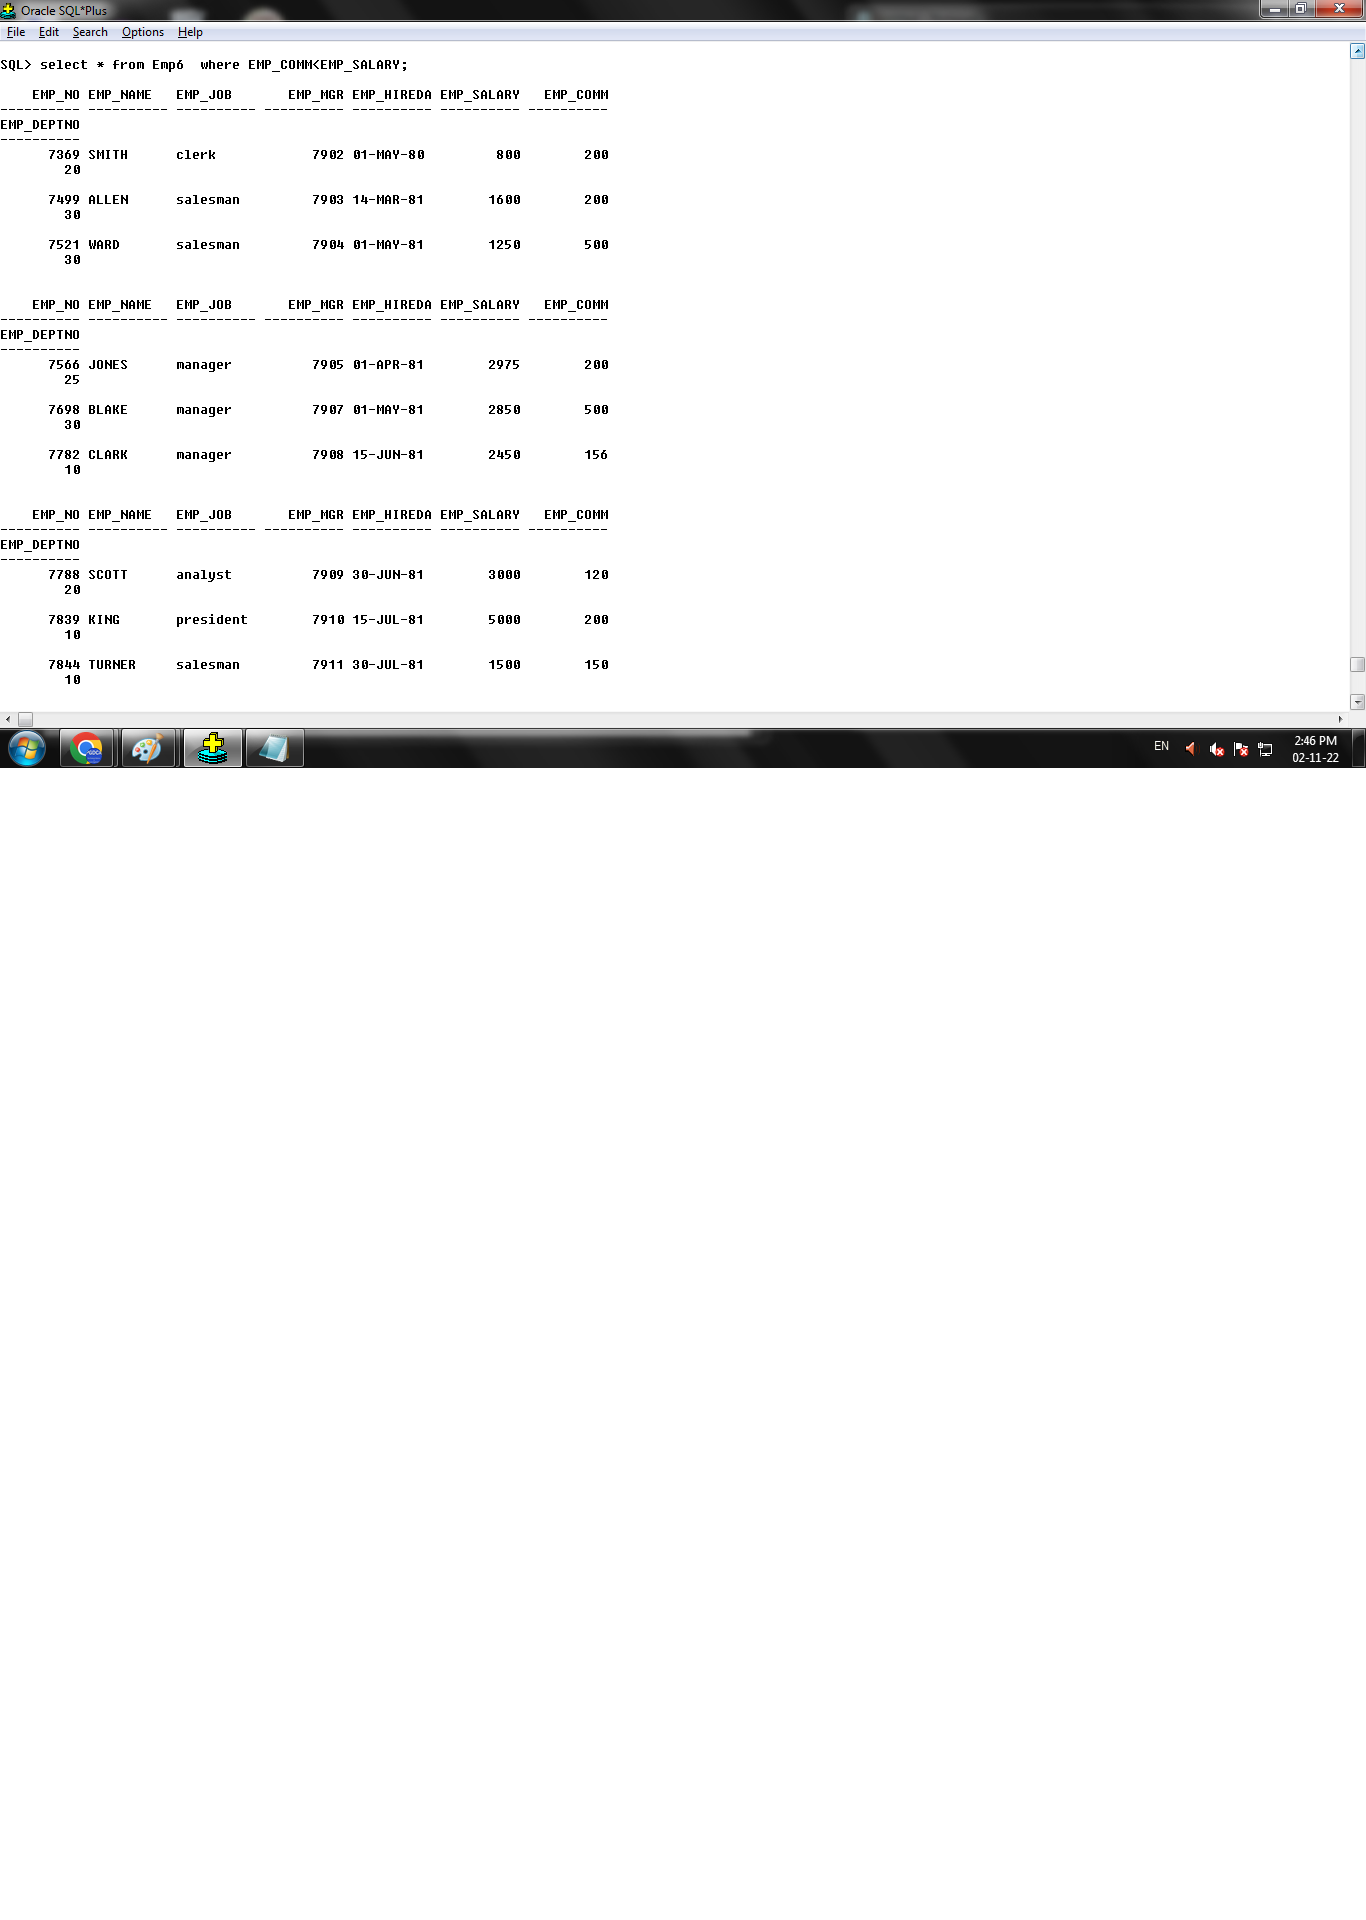 Oracle SQL*Plus
File Edit Search Options Help
SQL> select * from Emp6  where EMP_COMM<EMP_SALARY;
    EMP_NO EMP_NAME   EMP_JOB       EMP_MGR EMP_HIREDA EMP_SALARY   EMP_COMM
---------- ---------- ---------- ---------- ---------- ---------- ----------
EMP_DEPTNO
----------
      7369 SMITH      clerk            7902 01-MAY-80         800        200
        20
      7499 ALLEN      salesman         7903 14-MAR-81        1600        200
        30
      7521 WARD       salesman         7904 01-MAY-81        1250        500
        30
    EMP_NO EMP_NAME   EMP_JOB       EMP_MGR EMP_HIREDA EMP_SALARY   EMP_COMM
---------- ---------- ---------- ---------- ---------- ---------- ----------
EMP_DEPTNO
----------
      7566 JONES      manager          7905 01-APR-81        2975        200
        25
      7698 BLAKE      manager          7907 01-MAY-81        2850        500
        30
      7782 CLARK      manager          7908 15-JUN-81        2450        156
        10
    EMP_NO EMP_NAME   EMP_JOB       EMP_MGR EMP_HIREDA EMP_SALARY   EMP_COMM
---------- ---------- ---------- ---------- ---------- ---------- ----------
EMP_DEPTNO
----------
      7788 SCOTT      analyst          7909 30-JUN-81        3000        120
        20
      7839 KING       president        7910 15-JUL-81        5000        200
        10
      7844 TURNER     salesman         7911 30-JUL-81        1500        150
        10
EN
2:46 PM
02-11-22